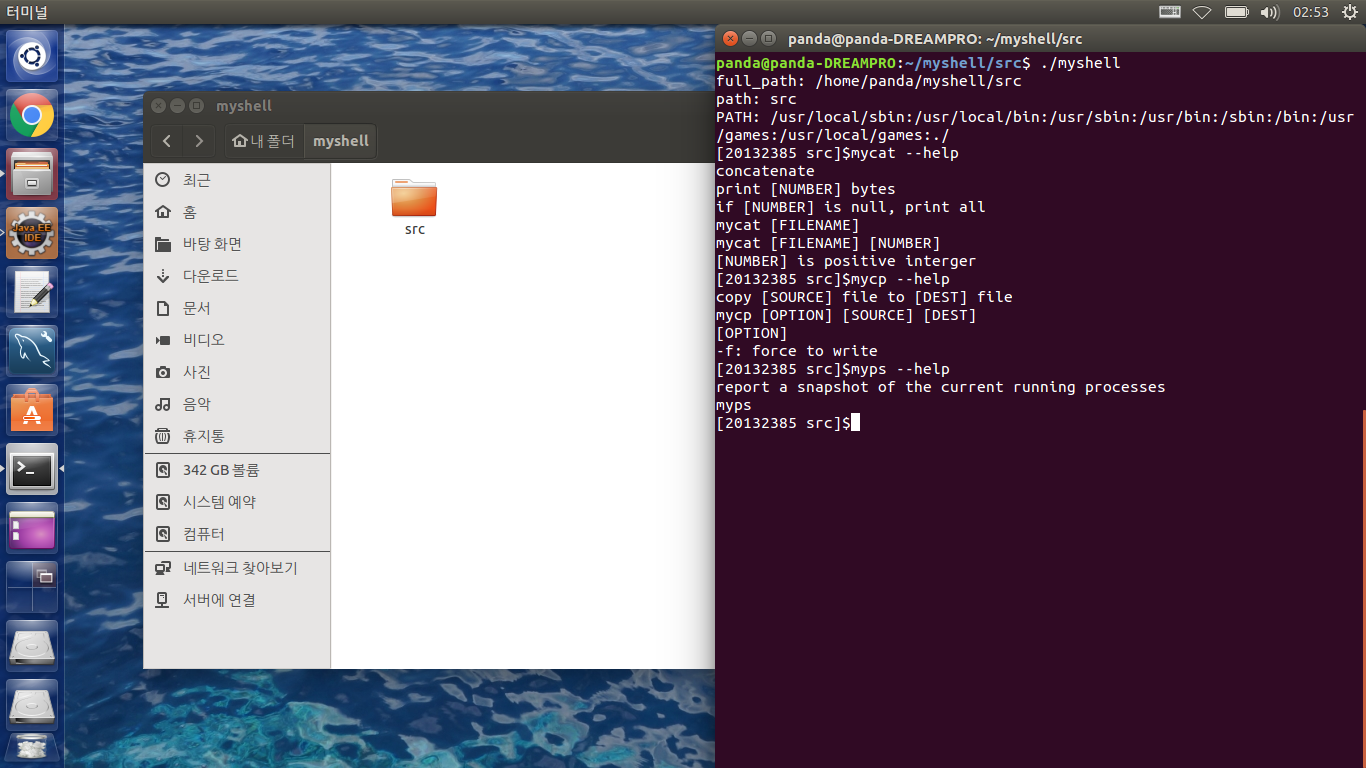 터미널
02:53
myshell
내 폴더
myshell
최근
홈
바탕 화면
다운로드
문서
비디오
사진
음악
휴지통
342 GB 볼륨
시스템 예약
컴퓨터
네트워크 찾아보기
서버에 연결
src
Java EE
IDE
panda@panda-DREAMPRO: ~/myshell/src
panda@panda-DREAMPRO:~/myshell/src$ ./myshell
full_path: /home/panda/myshell/src
path: src
PATH: /usr/local/sbin:/usr/local/bin:/usr/sbin:/usr/bin:/sbin:/bin:/usr
/games:/usr/local/games:./
[20132385 src]$mycat --help
concatenate
print [NUMBER] bytes
if [NUMBER] is null, print all
mycat [FILENAME]
mycat [FILENAME] [NUMBER]
[NUMBER] is positive interger
[20132385 src]$mycp --help
copy [SOURCE] file to [DEST] file
mycp [OPTION] [SOURCE] [DEST]
[OPTION]
-f: force to write
[20132385 src]$myps --help
report a snapshot of the current running processes
myps
[20132385 src]$